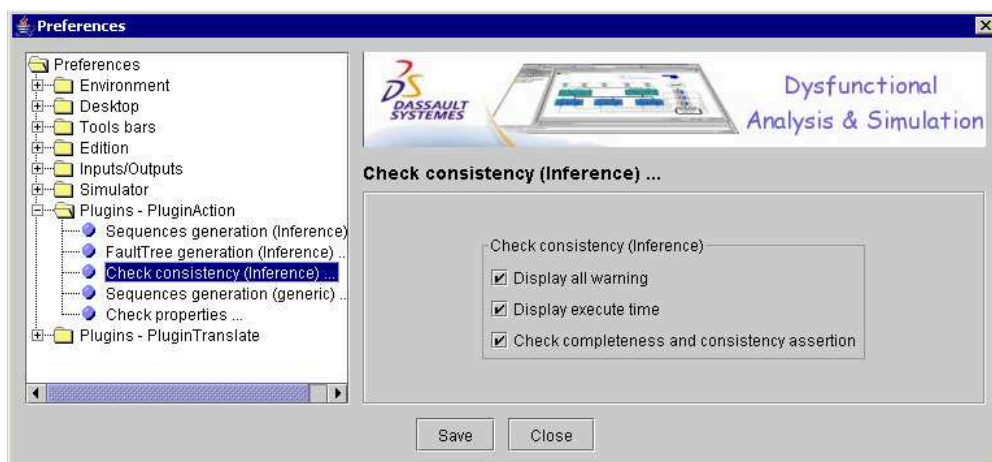 Preferences
Preferences
Environment
Desktop
Tools bars
Edition
Inputs/Outputs
Simulator
Plugins - PluginAction
Sequences generation (Inference)
FaultTree generation (Inference) ..
Check consistency (Inference) ...
Sequences generation (generic) ..
Check properties ...
Plugins - PluginTranslate
DASSAULT
SYSTEMES
Dysfunctional
Analysis & Simulation
Check consistency (Inference) ...
Check consistency (Inference)
Display all warning
Display execute time
Check completeness and consistency assertion
Save
Close